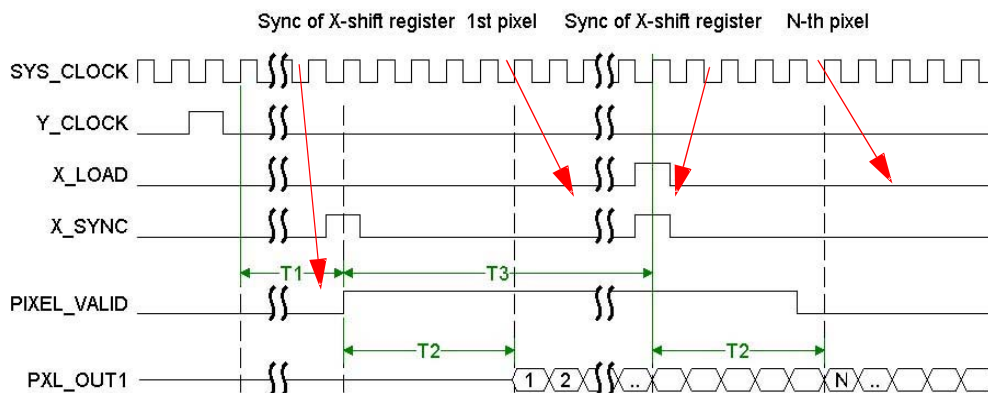 Sync of X-shift register 1st pixel Sync of X-shift register N-th pixel
SYS_CLOCK
Y_CLOCK
X_LOAD
X_SYNC
T1 T3
PIXEL_VALID
T2 T2
PXL_OUT1 1 2 .. N ..